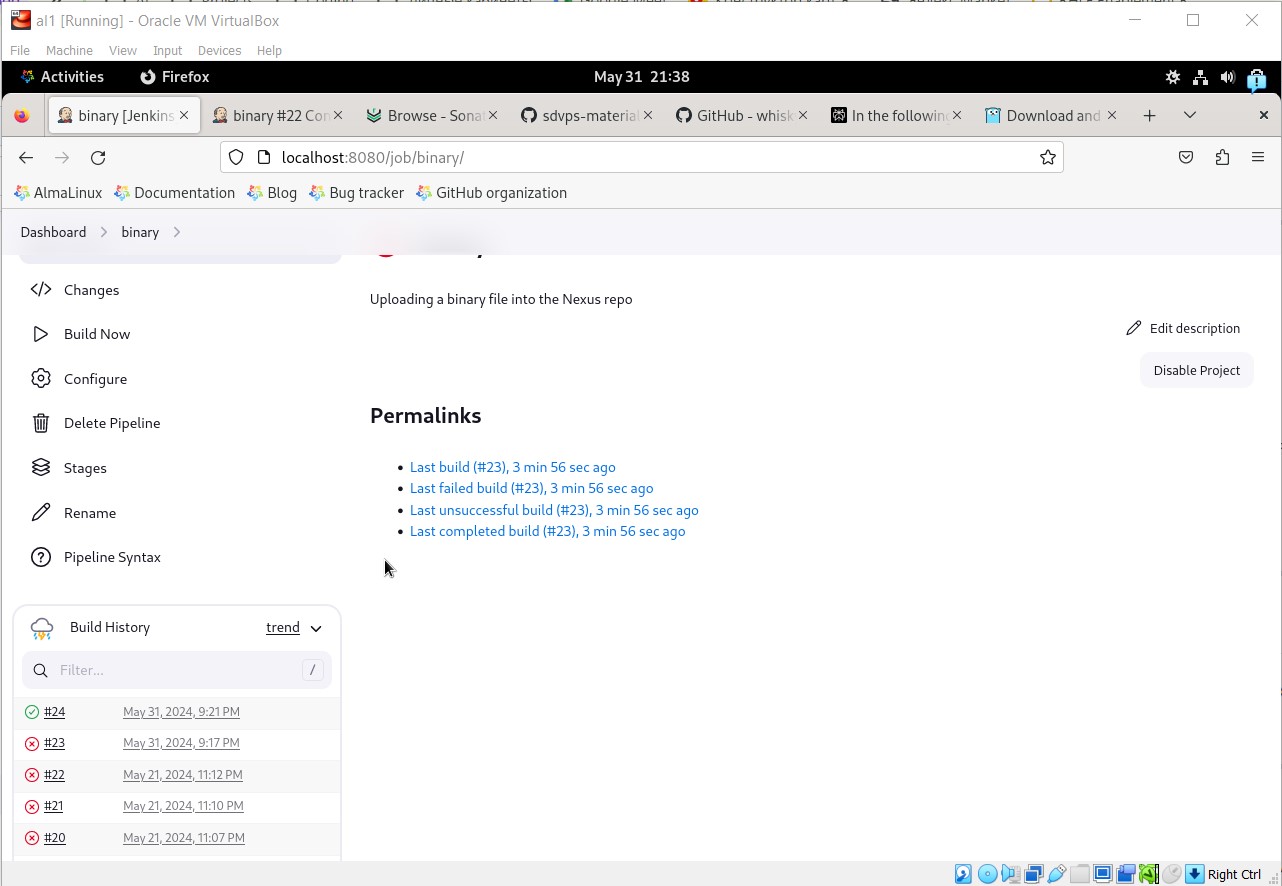 al1 [Running] - Oracle VM VirtualBox
File Machine View Input Devices Help
Activities Firefox May 31 21:38
binary [Jenkins binary #22 Con Browse - Sonat sdvps-material GitHub - whisk In the following Download and
localhost:8080/job/binary/
AlmaLinux Documentation Blog Bug tracker GitHub organization
Dashboard binary
Changes
Uploading a binary file into the Nexus repo
Build Now
Edit description
Configure
Disable Project
Delete Pipeline
Permalinks
Stages
Last build (#23), 3 min 56 sec ago
Last failed build (#23), 3 min 56 sec ago
Rename
Last unsuccessful build (#23), 3 min 56 sec ago
Last completed build (#23), 3 min 56 sec ago
Pipeline Syntax
Build History trend
Filter... /
#24 May 31, 2024, 9:21 PM
#23 May 31, 2024, 9:17 PM
#22 May 21, 2024, 11:12 PM
#21 May 21, 2024, 11:10 PM
#20 May 21, 2024, 11:07 PM
Right Ctrl